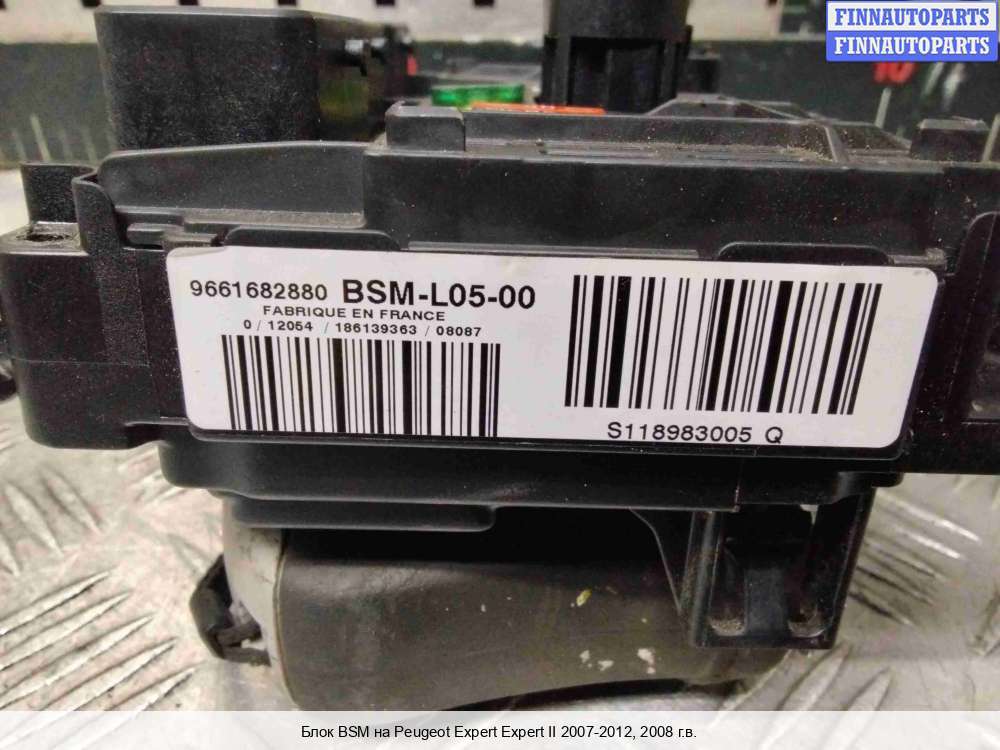 FINNAUTOPARTS
FINNAUTOPARTS
9661682880 BSM-L05-00
FABRIQUE EN FRANCE
0 / 12054 / 186139363 / 08087
S118983005 Q
Блок BSM на Peugeot Expert Expert II 2007-2012, 2008 г.в.